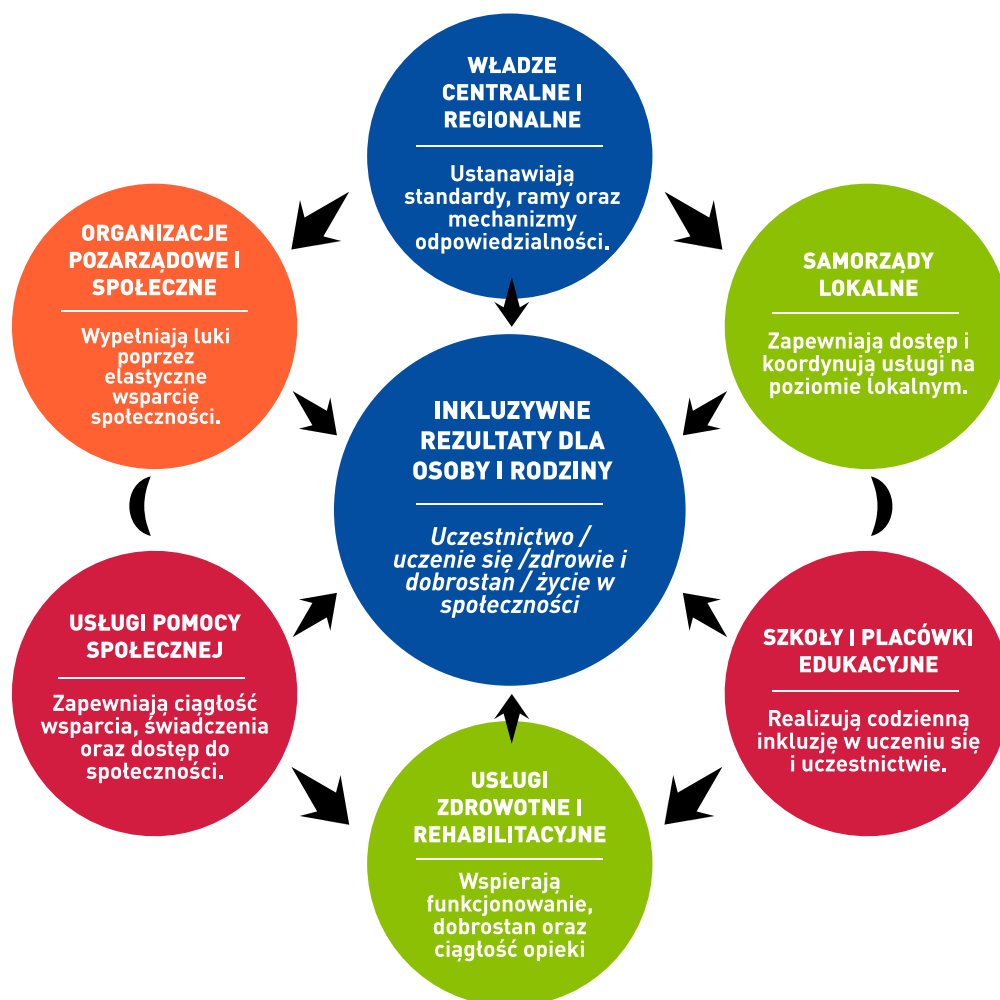 WŁADZE
CENTRALNE I
REGIONALNE
Ustanawiają
standardy, ramy oraz
mechanizmy
odpowiedzialności.
ORGANIZACJE
POZARZĄDOWE I
SPOŁECZNE
Wypełniają luki
poprzez
elastyczne
wsparcie
społeczności.
SAMORZĄDY
LOKALNE
Zapewniają dostęp i
koordynują usługi na
poziomie lokalnym.
INKLUZYWNE
REZULTATY DLA
OSOBY I RODZINY
Uczestnictwo /
uczenie się /zdrowie i
dobrostan / życie w
społeczności
USŁUGI POMOCY
SPOŁECZNEJ
Zapewniają ciągłość
wsparcia, świadczenia
oraz dostęp do
społeczności.
SZKOŁY I PLACÓWKI
EDUKACYJNE
Realizują codzienną
inkluzję w uczeniu się
i uczestnictwie.
USŁUGI
ZDROWOTNE I
REHABILITACYJNE
Wspierają
funkcjonowanie,
dobrostan oraz
ciągłość opieki